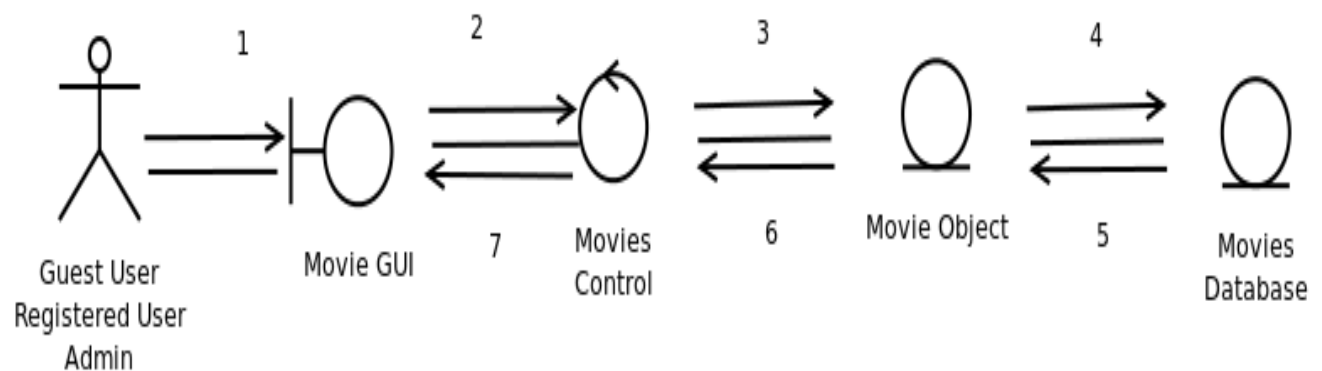 1
2
3
4
Guest User
Registered User
Admin
Movie GUI
7
Movies
Control
6
Movie Object
5
Movies
Database